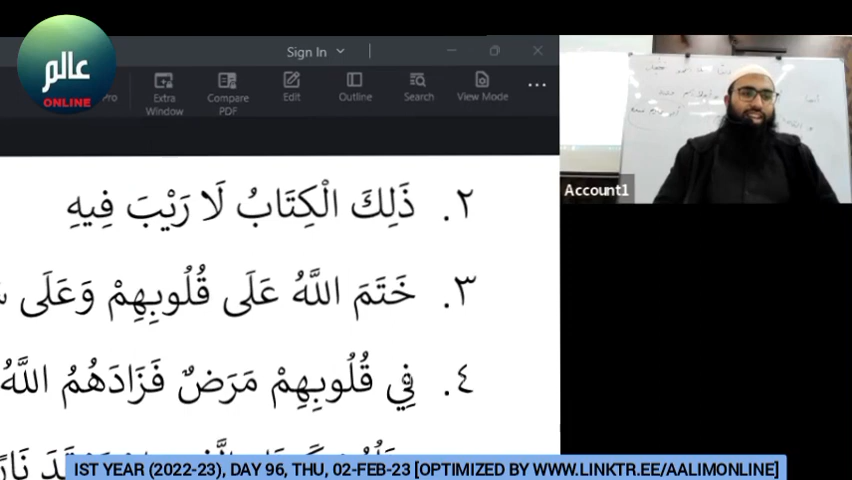 عالم
ONLINE
Sign In
Pro
Extra Window
Compare PDF
Edit
Outline
Search
View Mode
Account1
٢. ذَلِكَ الْكِتَابُ لَا رَيْبَ فِيهِ
٣. خَتَمَ اللَّهُ عَلَى قُلُوبِهِمْ وَعَلَى
٤. فِي قُلُوبِهِمْ مَرَضٌ فَزَادَهُمُ اللَّهُ
IST YEAR (2022-23), DAY 96, THU, 02-FEB-23 [OPTIMIZED BY WWW.LINKTR.EE/AALIMONLINE]